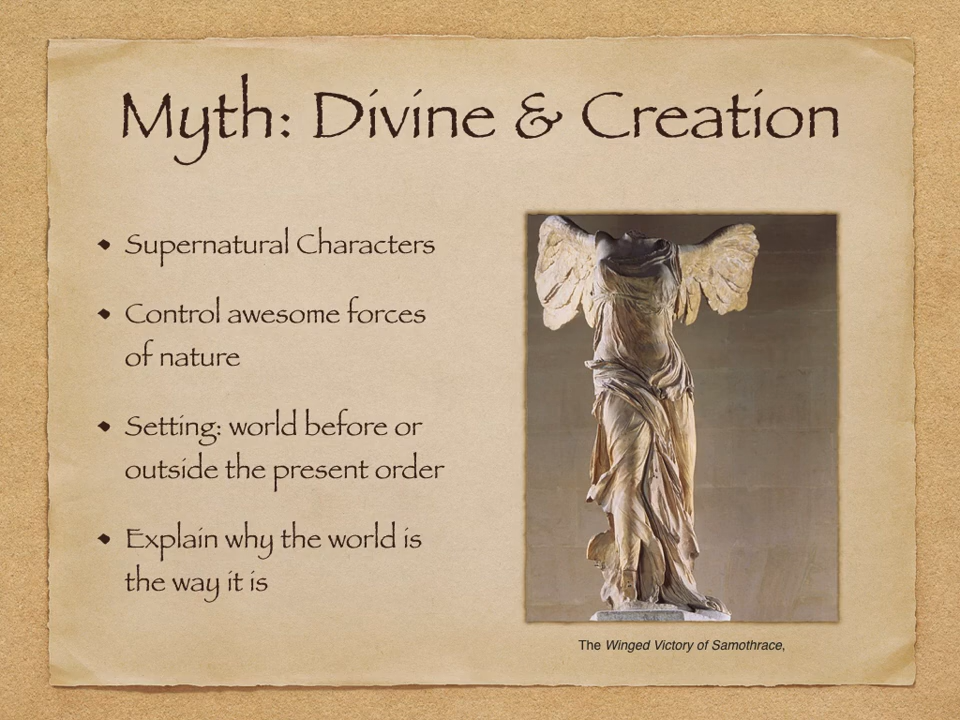 Myth: Divine & Creation
Supernatural Characters
Control awesome forces
of nature
Setting: world before or
outside the present order
Explain why the world is
the way it is
The Winged Victory of Samothrace,